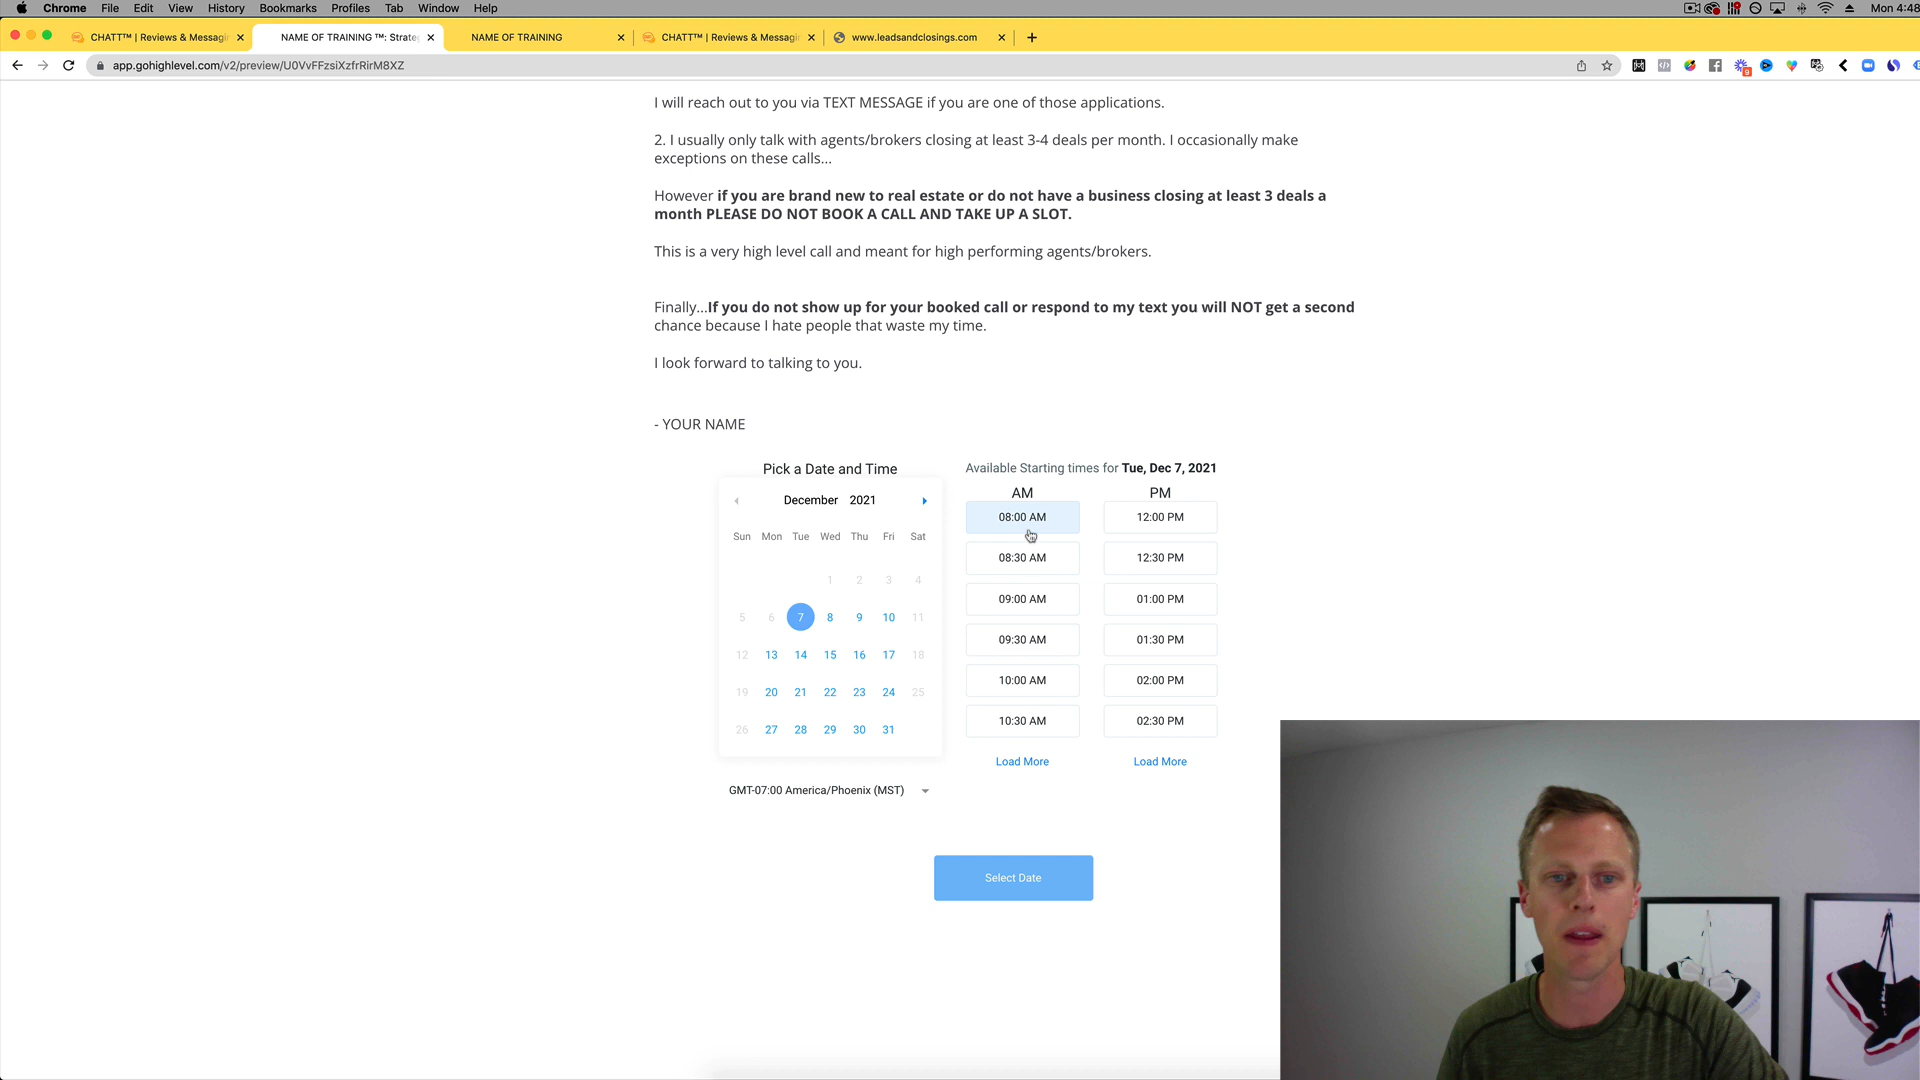 Chrome File Edit View History Bookmarks Profiles Tab Window Help Mon 4:48
CHATT™ | Reviews & Messagin NAME OF TRAINING ™: Strate NAME OF TRAINING CHATT™ | Reviews & Messagin www.leadsandclosings.com
app.gohighlevel.com/v2/preview/U0VvFFzsiXzfrRirM8XZ 9
I will reach out to you via TEXT MESSAGE if you are one of those applications.
2. I usually only talk with agents/brokers closing at least 3-4 deals per month. I occasionally make
exceptions on these calls...
However if you are brand new to real estate or do not have a business closing at least 3 deals a
month PLEASE DO NOT BOOK A CALL AND TAKE UP A SLOT.
This is a very high level call and meant for high performing agents/brokers.
Finally...If you do not show up for your booked call or respond to my text you will NOT get a second
chance because I hate people that waste my time.
I look forward to talking to you.
- YOUR NAME
Pick a Date and Time
December 2021
Sun Mon Tue Wed Thu Fri Sat
1 2 3 4
5 6 7 8 9 10 11
12 13 14 15 16 17 18
19 20 21 22 23 24 25
26 27 28 29 30 31
GMT-07:00 America/Phoenix (MST)
Available Starting times for Tue, Dec 7, 2021
AM PM
08:00 AM 12:00 PM
08:30 AM 12:30 PM
09:00 AM 01:00 PM
09:30 AM 01:30 PM
10:00 AM 02:00 PM
10:30 AM 02:30 PM
Load More Load More
Select Date